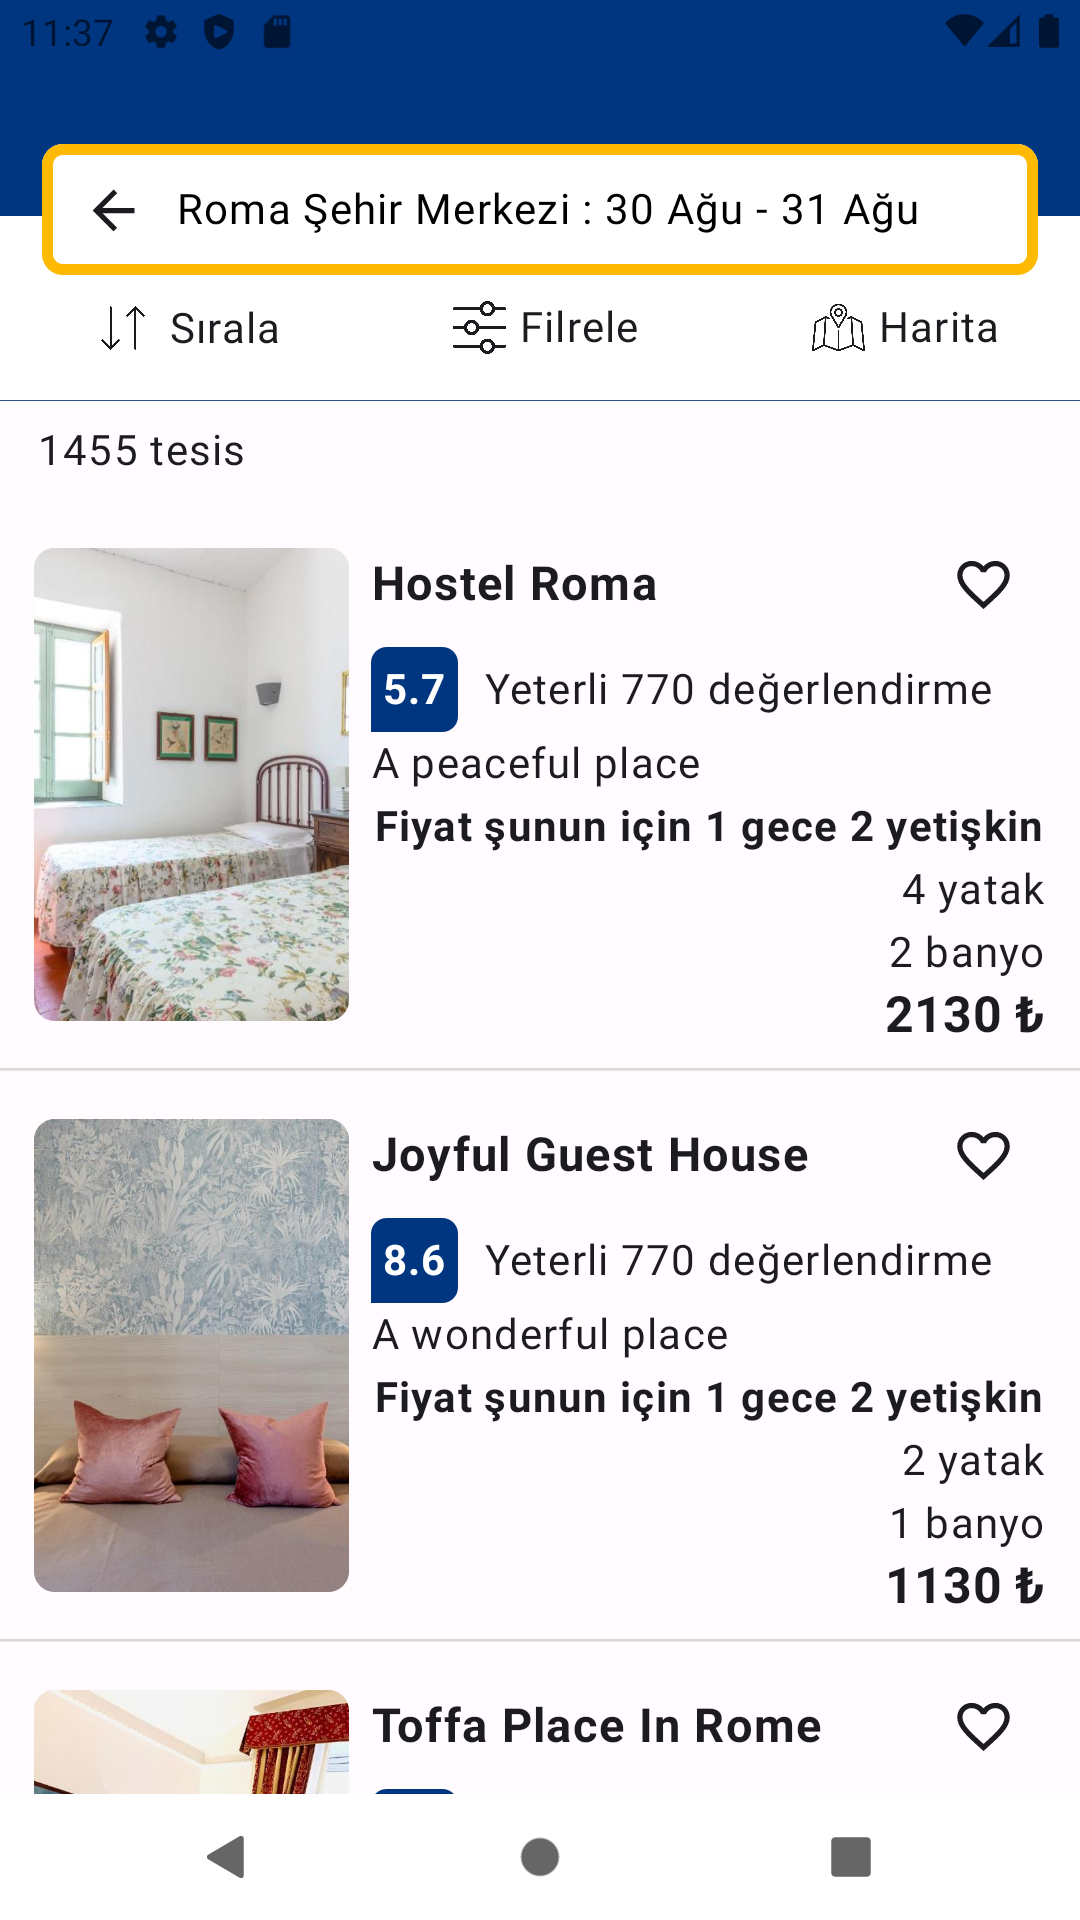 11:37
Roma Şehir Merkezi : 30 Ağu - 31 Ağu
Sırala Filrele Harita
1455 tesis
Hostel Roma
5.7 Yeterli 770 değerlendirme
A peaceful place
Fiyat şunun için 1 gece 2 yetişkin
4 yatak
2 banyo
2130 ₺
Joyful Guest House
8.6 Yeterli 770 değerlendirme
A wonderful place
Fiyat şunun için 1 gece 2 yetişkin
2 yatak
1 banyo
1130 ₺
Toffa Place In Rome